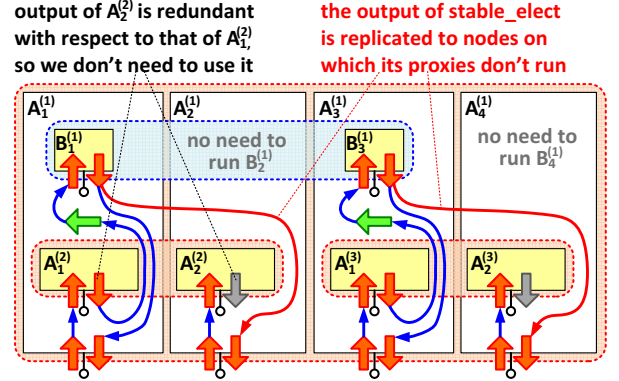 output of A₂⁽²⁾ is redundant
with respect to that of A₁⁽²⁾,
so we don't need to use it
the output of stable_elect
is replicated to nodes on
which its proxies don't run
A₁⁽¹⁾
A₂⁽¹⁾
A₃⁽¹⁾
A₄⁽¹⁾
B₁⁽¹⁾
no need to
run B₂⁽¹⁾
B₃⁽¹⁾
no need to
run B₄⁽¹⁾
A₁⁽²⁾
A₂⁽²⁾
A₁⁽³⁾
A₂⁽³⁾